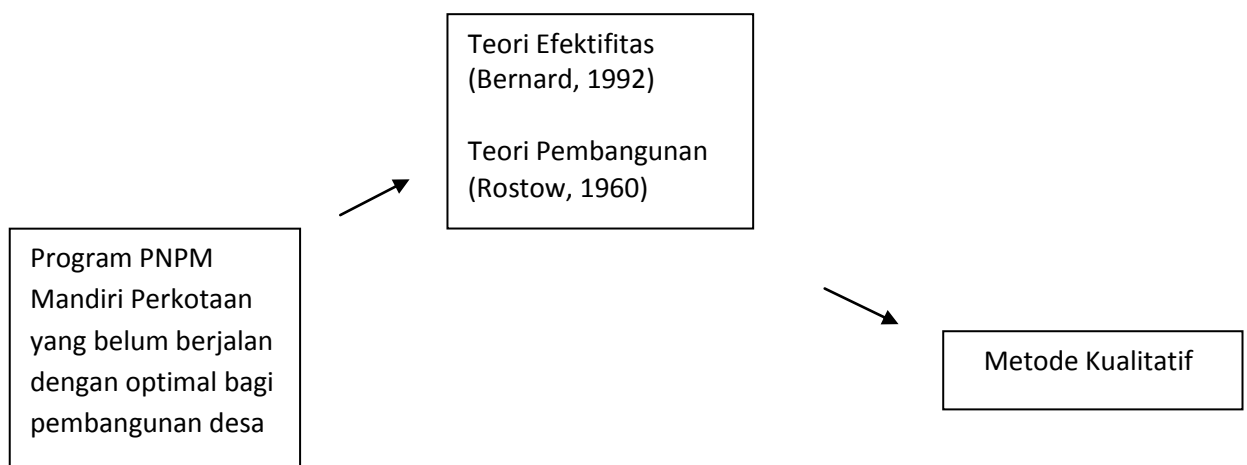 Teori Efektifitas
(Bernard, 1992)
Teori Pembangunan
(Rostow, 1960)
Program PNPM
Mandiri Perkotaan
yang belum berjalan
dengan optimal bagi
pembangunan desa
Metode Kualitatif